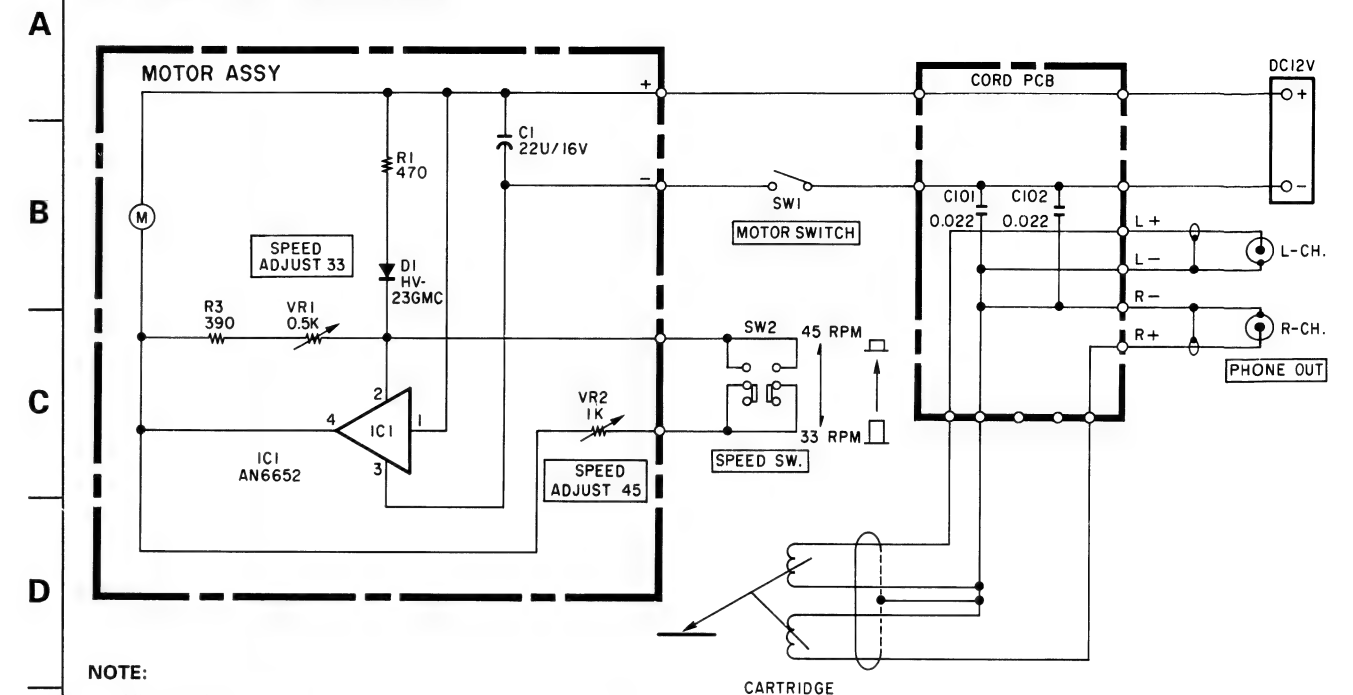 A
B
C
D
MOTOR ASSY
+
-
R1
470
C1
22U/16V
M
SPEED
ADJUST 33
D1
HV-
23GMC
R3
390
VR1
0.5K
2
4
1
3
IC1
IC1
AN6652
VR2
1K
SPEED
ADJUST 45
SW1
MOTOR SWITCH
SW2
45 RPM
33 RPM
SPEED SW.
CORD PCB
C101
0.022
C102
0.022
DC12V
+
-
L+
L-
R-
R+
L-CH.
R-CH.
PHONE OUT
CARTRIDGE
NOTE: